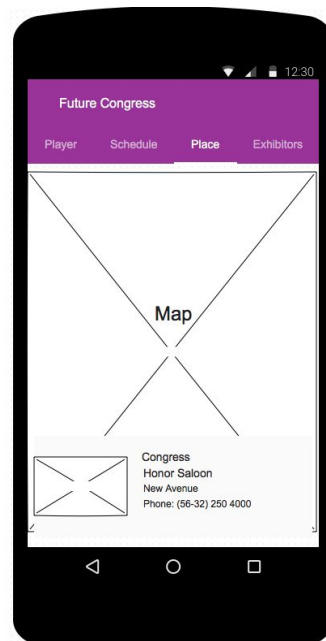 12:30
Future Congress
Player Schedule Place Exhibitors
Map
Congress
Honor Saloon
New Avenue
Phone: (56-32) 250 4000